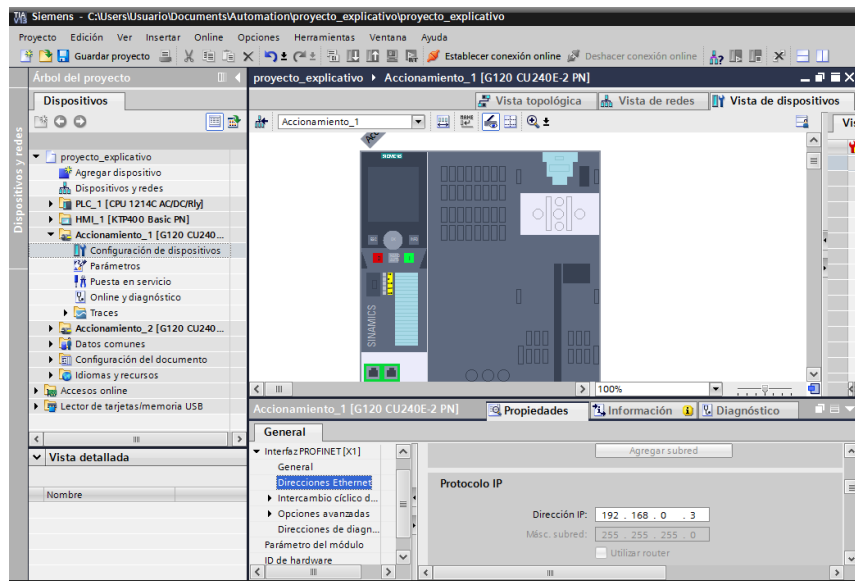 Siemens - C:\Users\Usuario\Documents\Automation\proyecto_explicativo\proyecto_explicativo
Proyecto Edición Ver Insertar Online Opciones Herramientas Ventana Ayuda
Guardar proyecto Establecer conexión online Deshacer conexión online
Árbol del proyecto
Dispositivos
Dispositivos y redes
proyecto_explicativo
Agregar dispositivo
Dispositivos y redes
PLC_1 [CPU 1214C AC/DC/Rly]
HMI_1 [KTP400 Basic PN]
Accionamiento_1 [G120 CU240...
Configuración de dispositivos
Parámetros
Puesta en servicio
Online y diagnóstico
Traces
Accionamiento_2 [G120 CU240...
Datos comunes
Configuración del documento
Idiomas y recursos
Accesos online
Lector de tarjetas/memoria USB
Vista detallada
Nombre
proyecto_explicativo Accionamiento_1 [G120 CU240E-2 PN]
Vista topológica Vista de redes Vista de dispositivos
Accionamiento_1
Vis
SIEMENS
SINAMICS
100%
Accionamiento_1 [G120 CU240E-2 PN] Propiedades Información Diagnóstico
General
Interfaz PROFINET [X1]
General
Direcciones Ethernet
Intercambio cíclico d...
Opciones avanzadas
Direcciones de diagn...
Parámetro del módulo
ID de hardware
Agregar subred
Protocolo IP
Dirección IP: 192 . 168 . 0 . 3
Másc. subred: 255 . 255 . 255 . 0
Utilizar router